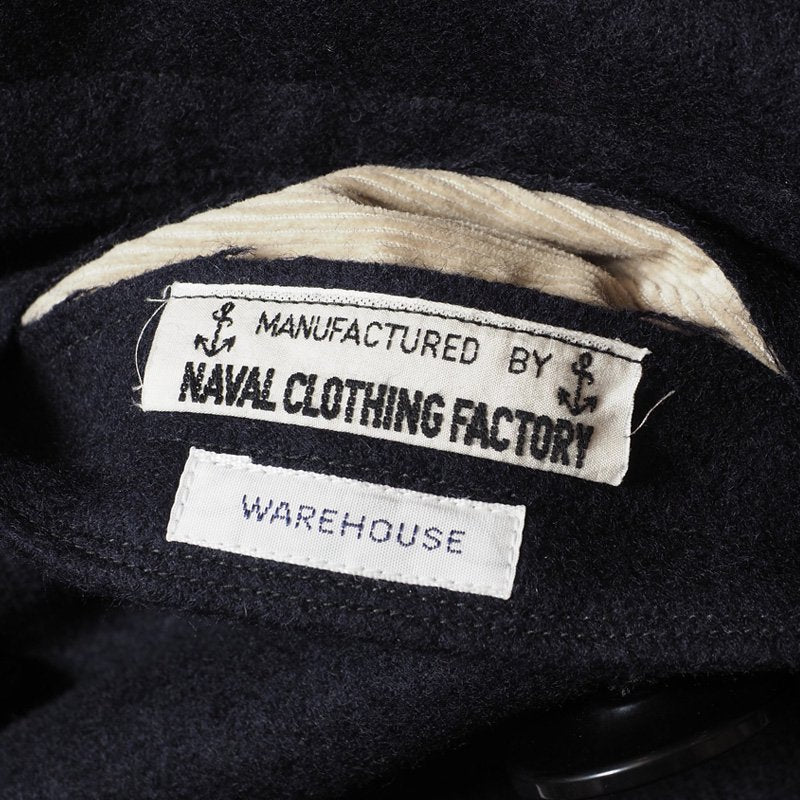 MANUFACTURED BY
NAVAL CLOTHING FACTORY
WAREHOUSE